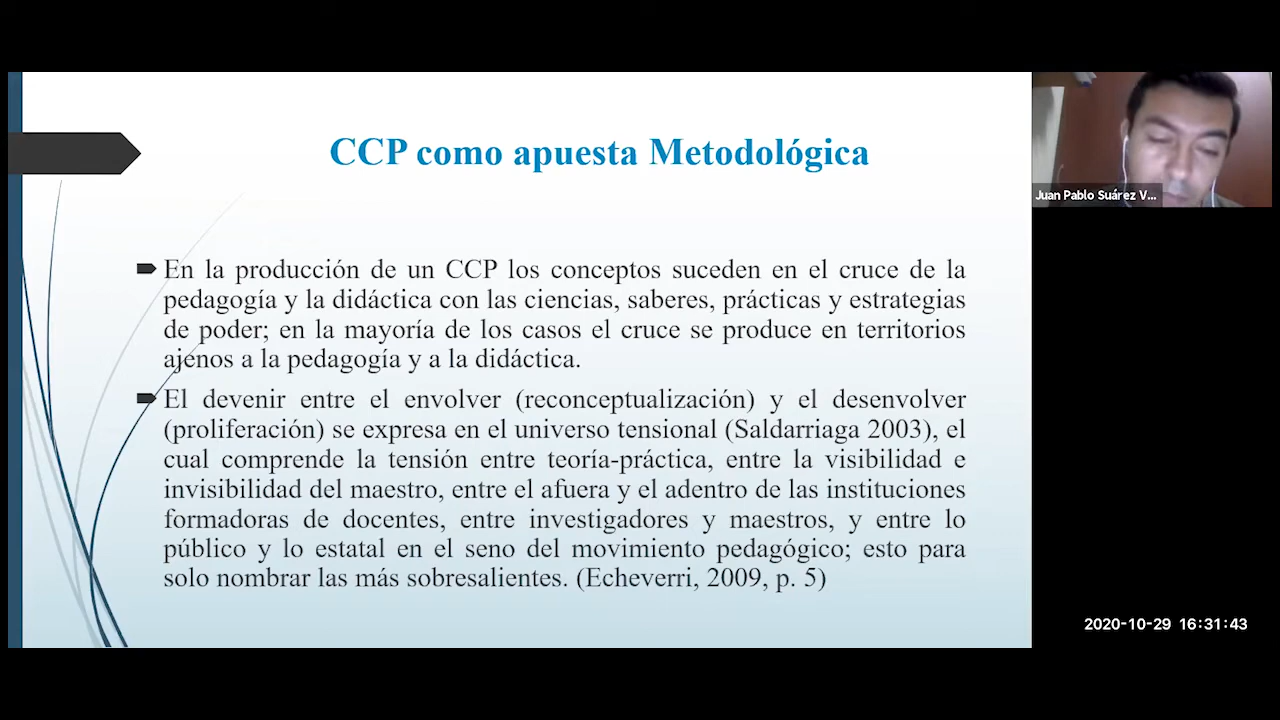 CCP como apuesta Metodológica
Juan Pablo Suárez V...
En la producción de un CCP los conceptos suceden en el cruce de la
pedagogía y la didáctica con las ciencias, saberes, prácticas y estrategias
de poder; en la mayoría de los casos el cruce se produce en territorios
ajenos a la pedagogía y a la didáctica.
El devenir entre el envolver (reconceptualización) y el desenvolver
(proliferación) se expresa en el universo tensional (Saldarriaga 2003), el
cual comprende la tensión entre teoría-práctica, entre la visibilidad e
invisibilidad del maestro, entre el afuera y el adentro de las instituciones
formadoras de docentes, entre investigadores y maestros, y entre lo
público y lo estatal en el seno del movimiento pedagógico; esto para
solo nombrar las más sobresalientes. (Echeverri, 2009, p. 5)
2020-10-29 16:31:43